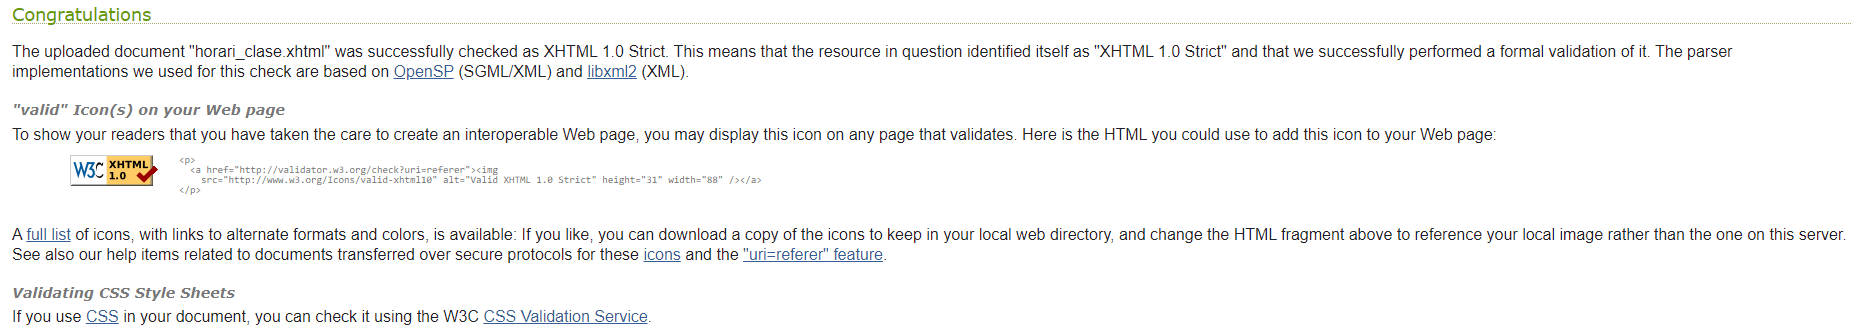 Congratulations
The uploaded document "horari_clase.xhtml" was successfully checked as XHTML 1.0 Strict. This means that the resource in question identified itself as "XHTML 1.0 Strict" and that we successfully performed a formal validation of it. The parser
implementations we used for this check are based on OpenSP (SGML/XML) and libxml2 (XML).
"valid" Icon(s) on your Web page
To show your readers that you have taken the care to create an interoperable Web page, you may display this icon on any page that validates. Here is the HTML you could use to add this icon to your Web page:
W3C XHTML
1.0
<p>
<a href="http://validator.w3.org/check?uri=referer"><img
src="http://www.w3.org/Icons/valid-xhtml10" alt="Valid XHTML 1.0 Strict" height="31" width="88" /></a>
</p>
A full list of icons, with links to alternate formats and colors, is available: If you like, you can download a copy of the icons to keep in your local web directory, and change the HTML fragment above to reference your local image rather than the one on this server.
See also our help items related to documents transferred over secure protocols for these icons and the "uri=referer" feature.
Validating CSS Style Sheets
If you use CSS in your document, you can check it using the W3C CSS Validation Service.